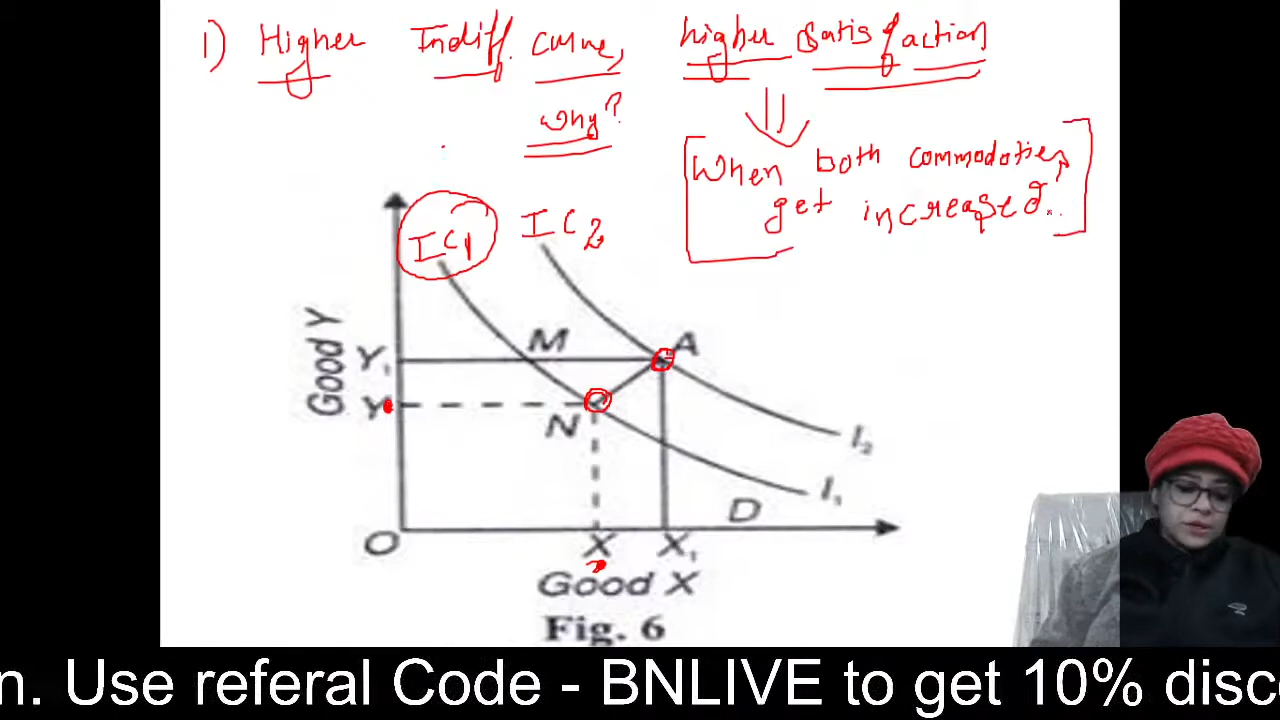 1) Higher Indiff. curve, higher satisfaction
why?
[When both commodoties
get increased.]
IC1 IC2
Good Y
M A
Y1
Y
N
I2
I1
D
O X X1
Good X
Fig. 6
n. Use referal Code - BNLIVE to get 10% disc